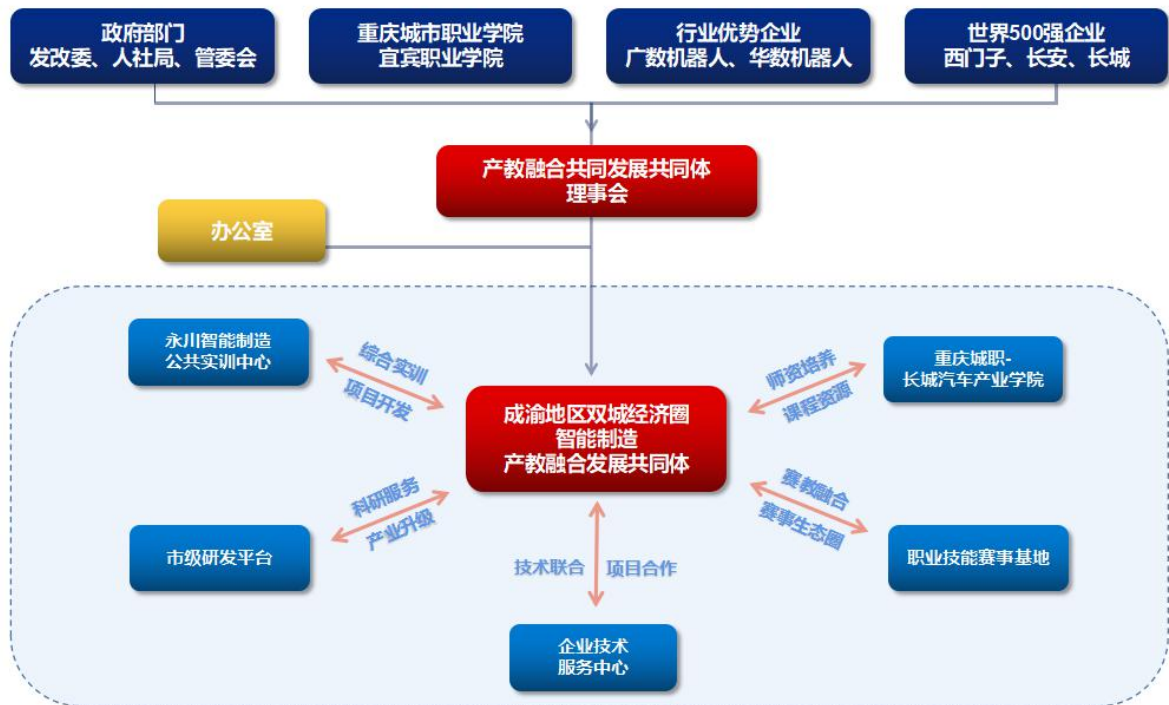 政府部门
发改委、人社局、管委会
重庆城市职业学院
宜宾职业学院
行业优势企业
广数机器人、华数机器人
世界500强企业
西门子、长安、长城
产教融合共同发展共同体
理事会
办公室
永川智能制造
公共实训中心
综合实训
项目开发
师资培养
课程资源
重庆城职-
长城汽车产业学院
成渝地区双城经济圈
智能制造
产教融合发展共同体
科研服务
产业升级
市级研发平台
赛教融合
赛事生态圈
职业技能赛事基地
技术联合
项目合作
企业技术
服务中心